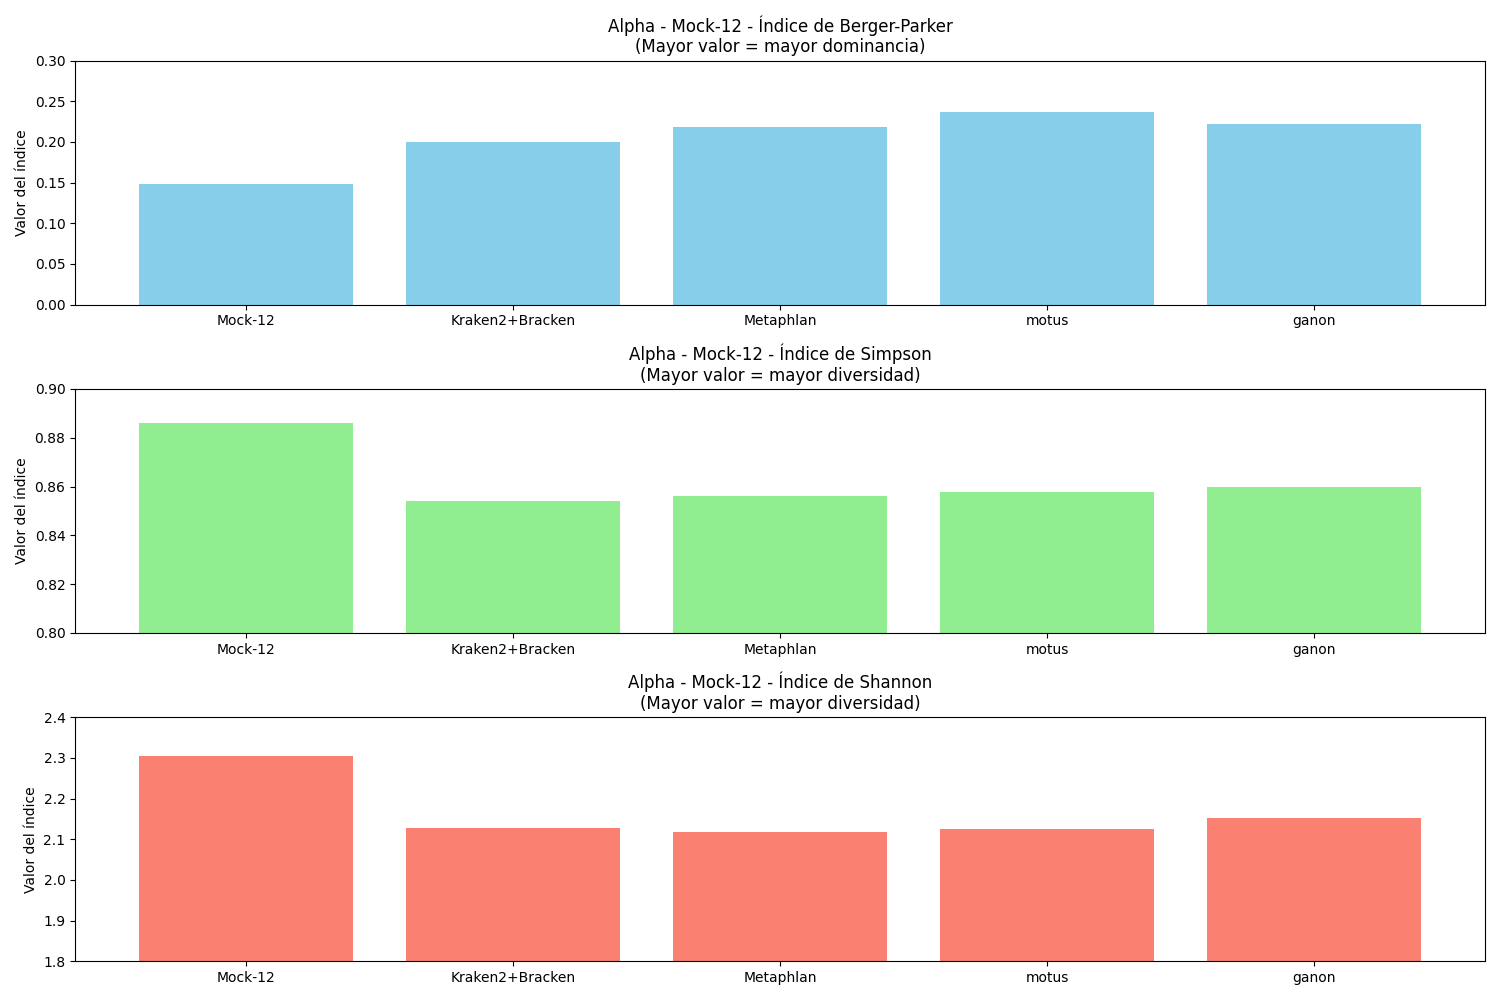 Alpha - Mock-12 - Índice de Berger-Parker
(Mayor valor = mayor dominancia)
Valor del índice
0.30
0.25
0.20
0.15
0.10
0.05
0.00
Mock-12 Kraken2+Bracken Metaphlan motus ganon
Alpha - Mock-12 - Índice de Simpson
(Mayor valor = mayor diversidad)
Valor del índice
0.90
0.88
0.86
0.84
0.82
0.80
Mock-12 Kraken2+Bracken Metaphlan motus ganon
Alpha - Mock-12 - Índice de Shannon
(Mayor valor = mayor diversidad)
Valor del índice
2.4
2.3
2.2
2.1
2.0
1.9
1.8
Mock-12 Kraken2+Bracken Metaphlan motus ganon